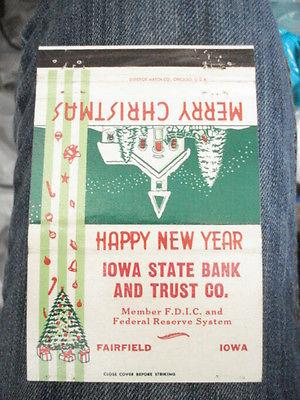 SUPERIOR MATCH CO., CHICAGO, U.S.A.
MERRY CHRISTMAS
HAPPY NEW YEAR
IOWA STATE BANK
AND TRUST CO.
Member F.D.I.C. and
Federal Reserve System
FAIRFIELD IOWA
CLOSE COVER BEFORE STRIKING